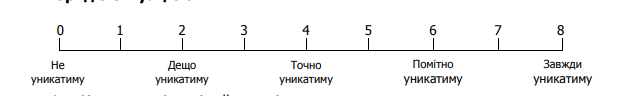 0 1 2 3 4 5 6 7 8
Не Дещо Точно Помітно Завжди
уникатиму уникатиму уникатиму уникатиму уникатиму